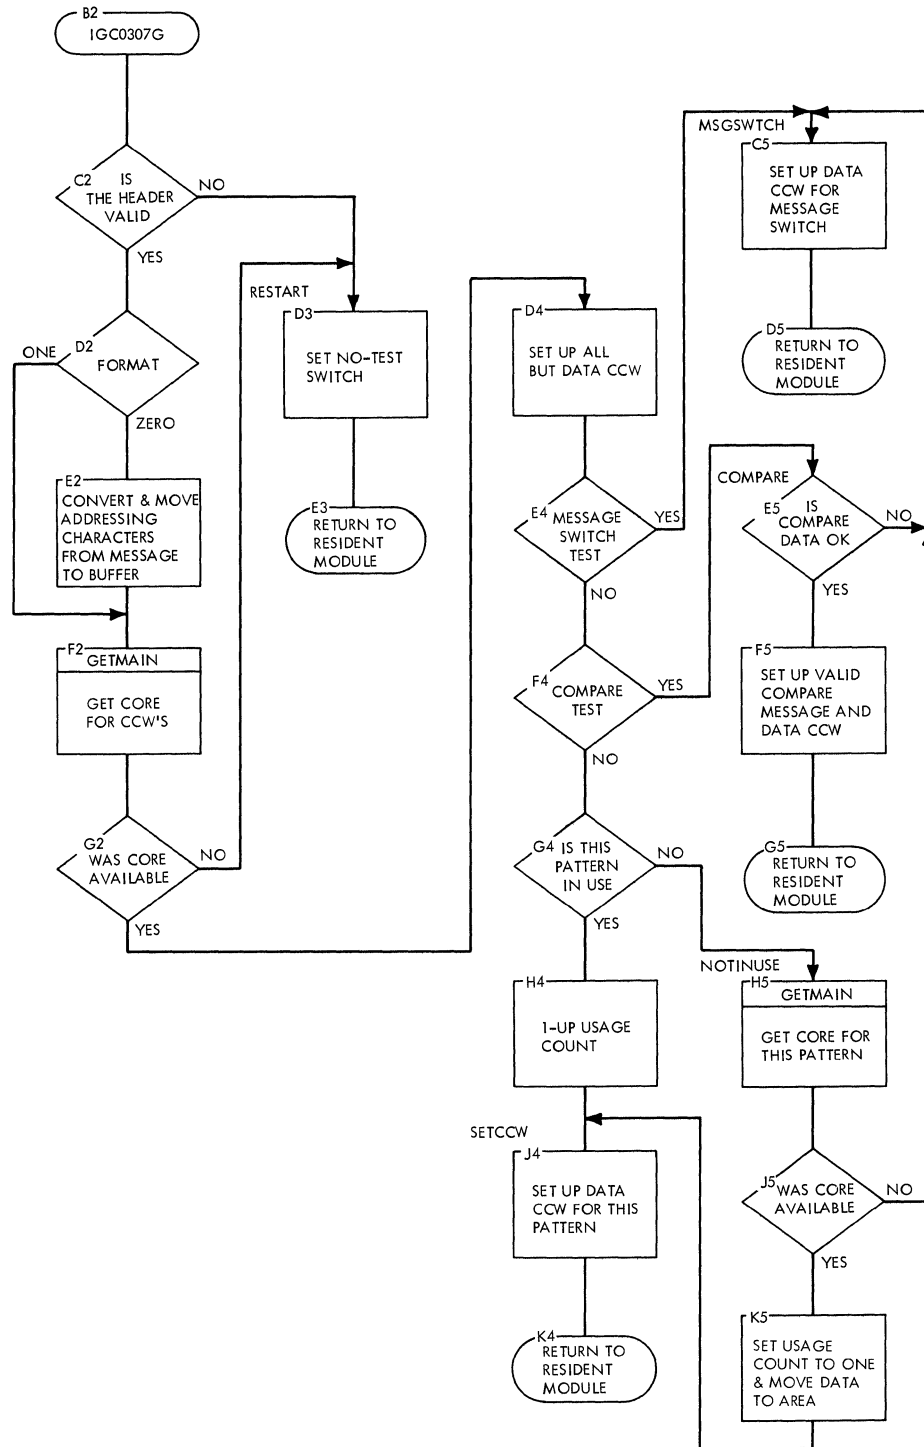 B2
IGC0307G
C2
IS
THE HEADER
VALID
NO
YES
RESTART
D2
FORMAT
ONE
ZERO
D3
SET NO-TEST
SWITCH
E2
CONVERT & MOVE
ADDRESSING
CHARACTERS
FROM MESSAGE
TO BUFFER
E3
RETURN TO
RESIDENT
MODULE
F2
GETMAIN
GET CORE
FOR CCW'S
G2
WAS CORE
AVAILABLE
NO
YES
D4
SET UP ALL
BUT DATA CCW
E4
MESSAGE
SWITCH
TEST
YES
NO
F4
COMPARE
TEST
YES
NO
G4
IS THIS
PATTERN
IN USE
NO
YES
H4
1-UP USAGE
COUNT
SETCCW
J4
SET UP DATA
CCW FOR THIS
PATTERN
K4
RETURN TO
RESIDENT
MODULE
MSGSWTCH
C5
SET UP DATA
CCW FOR
MESSAGE
SWITCH
D5
RETURN TO
RESIDENT
MODULE
COMPARE
E5
IS
COMPARE
DATA OK
NO
YES
F5
SET UP VALID
COMPARE
MESSAGE AND
DATA CCW
G5
RETURN TO
RESIDENT
MODULE
NOTINUSE
H5
GETMAIN
GET CORE FOR
THIS PATTERN
J5
WAS CORE
AVAILABLE
NO
YES
K5
SET USAGE
COUNT TO ONE
& MOVE DATA
TO AREA